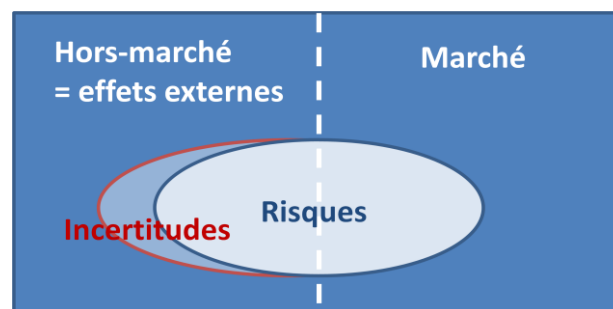 Hors-marché
= effets externes
Marché
Risques
Incertitudes